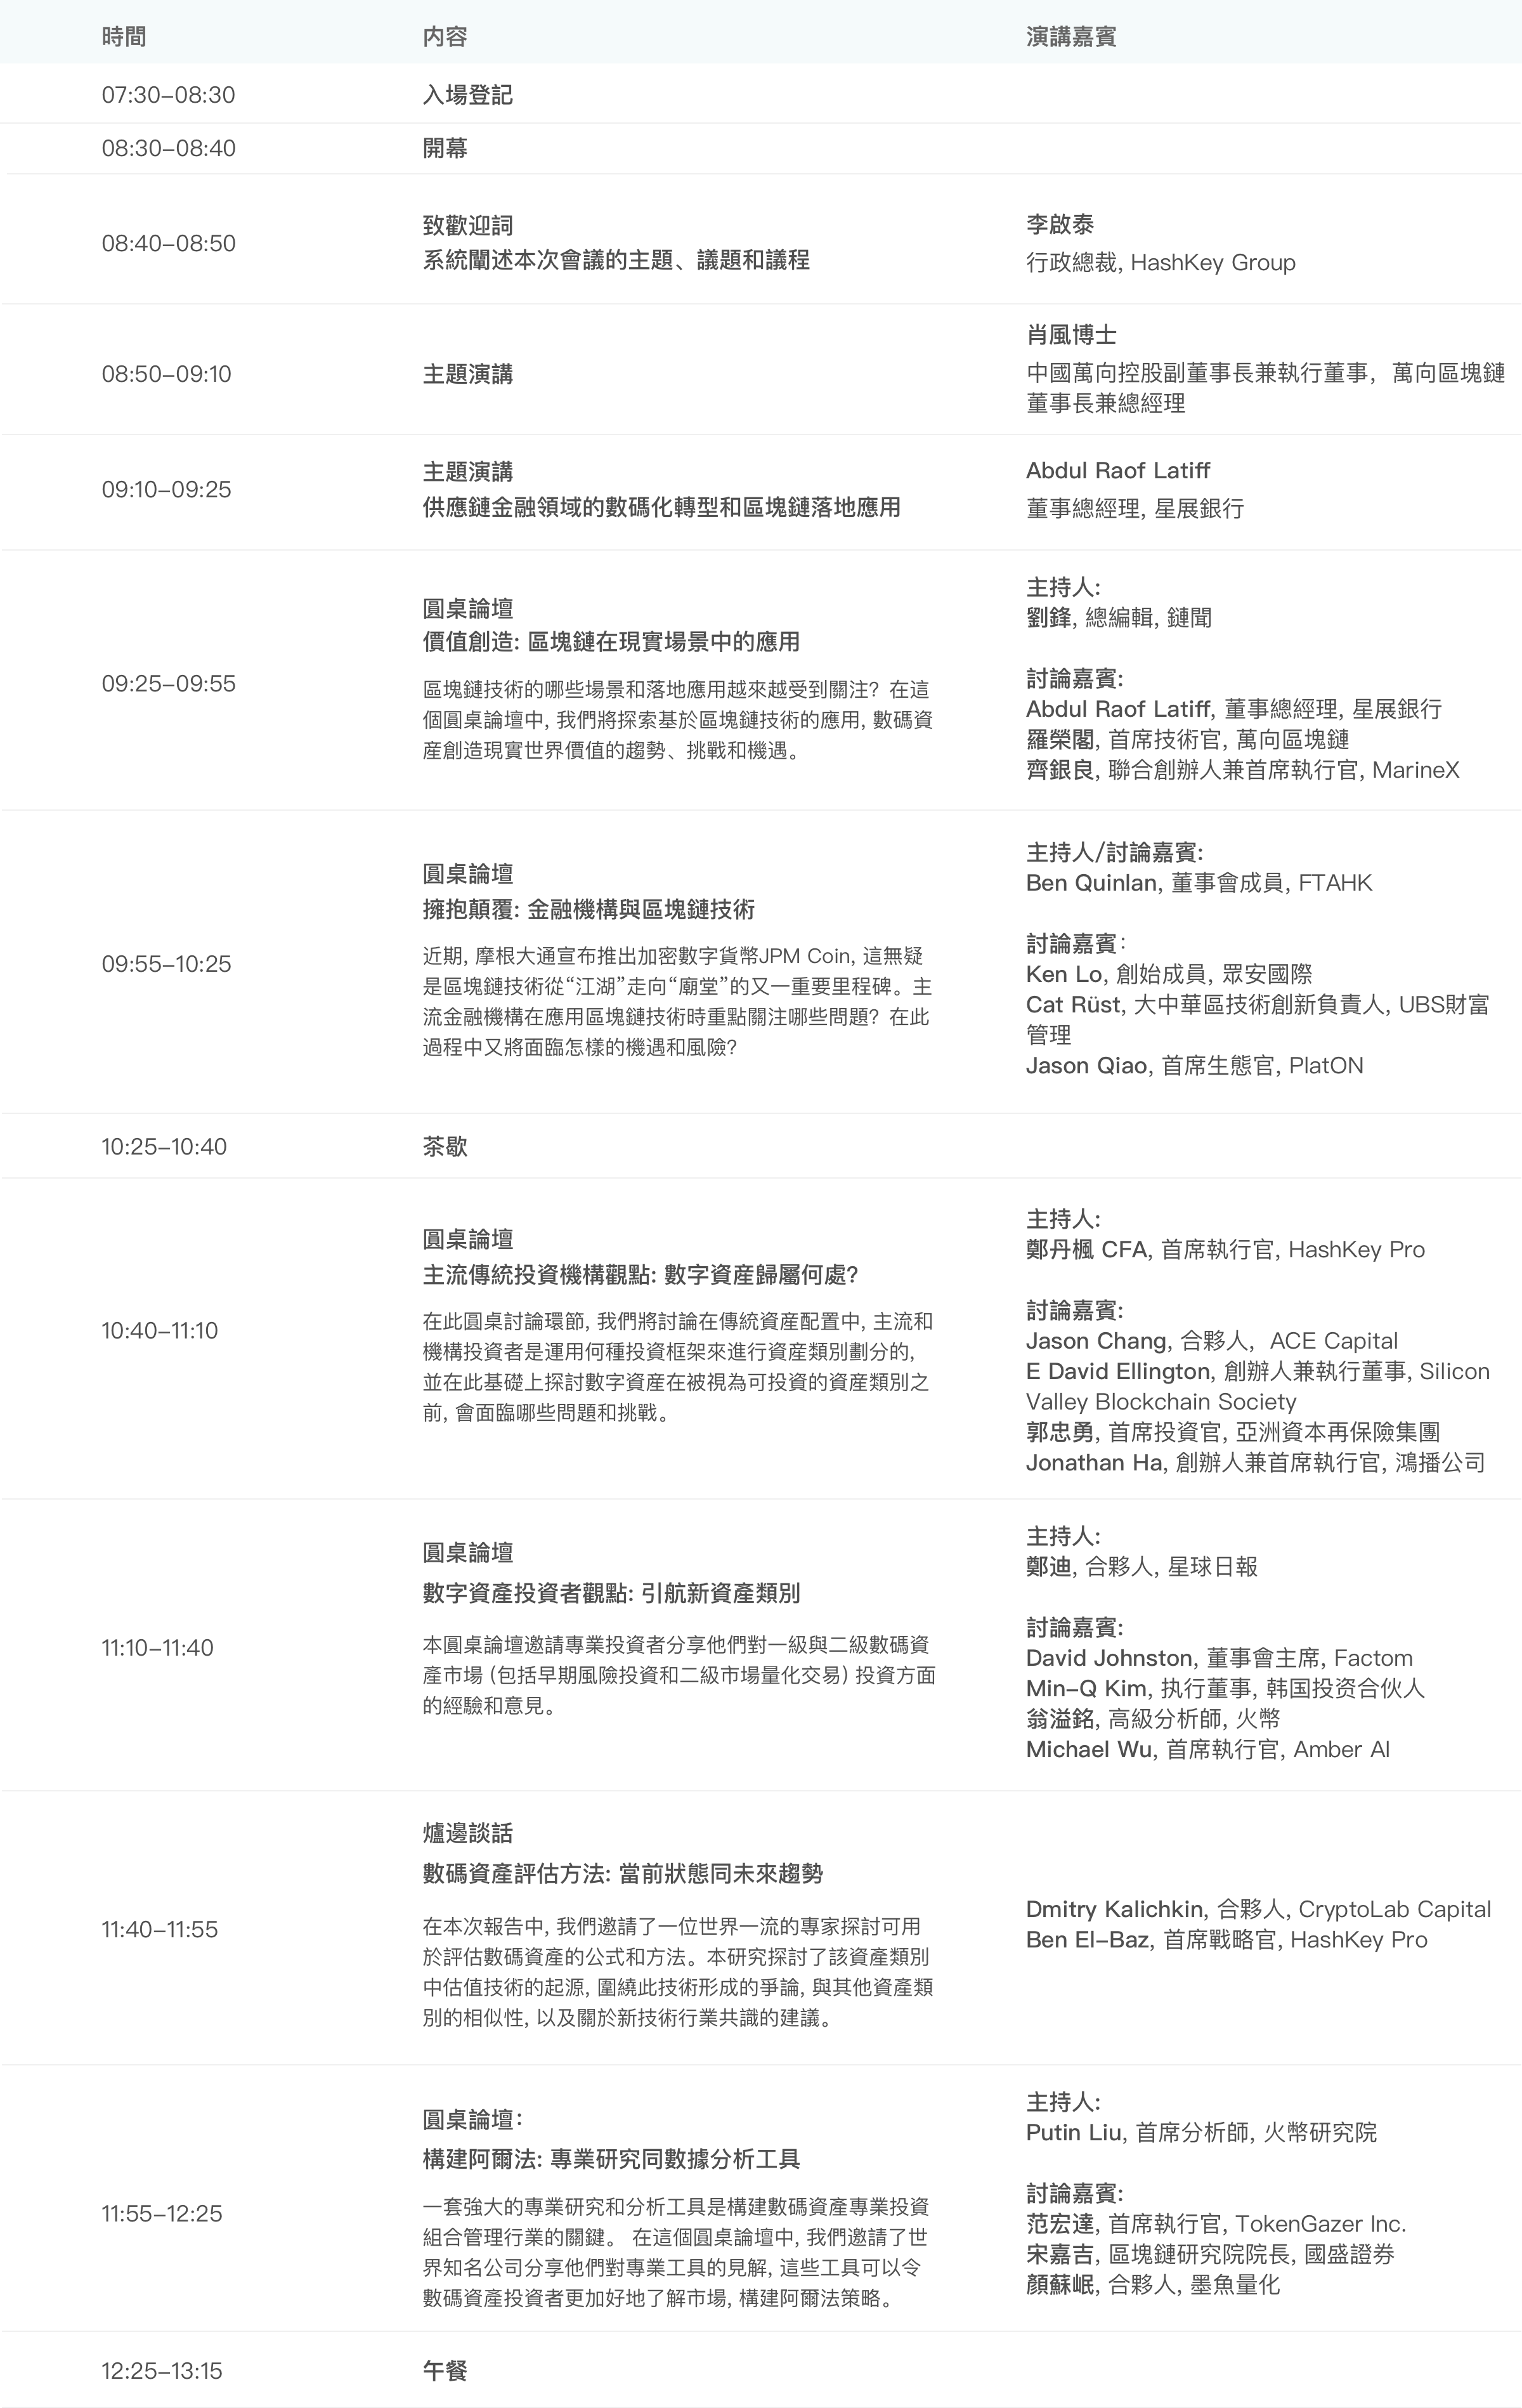 時間 内容 演講嘉賓
07:30–08:30 入場登記
08:30–08:40 開幕
08:40–08:50
致歡迎詞
系統闡述本次會議的主題、議題和議程
李啟泰
行政總裁, HashKey Group
08:50–09:10
主題演講
肖風博士
中國萬向控股副董事長兼執行董事，萬向區塊鏈
董事長兼總經理
09:10–09:25
主題演講
供應鏈金融領域的數碼化轉型和區塊鏈落地應用
Abdul Raof Latiff
董事總經理, 星展銀行
09:25–09:55
圓桌論壇
價值創造: 區塊鏈在現實場景中的應用
區塊鏈技術的哪些場景和落地應用越來越受到關注？在這
個圓桌論壇中, 我們將探索基於區塊鏈技術的應用, 數碼資
產創造現實世界價值的趨勢、挑戰和機遇。
主持人:
劉鋒, 總編輯, 鏈聞
討論嘉賓:
Abdul Raof Latiff, 董事總經理, 星展銀行
羅榮閣, 首席技術官, 萬向區塊鏈
齊銀良, 聯合創辦人兼首席執行官, MarineX
09:55–10:25
圓桌論壇
擁抱顛覆: 金融機構與區塊鏈技術
近期, 摩根大通宣布推出加密數字貨幣JPM Coin, 這無疑
是區塊鏈技術從“江湖”走向“廟堂”的又一重要里程碑。主
流金融機構在應用區塊鏈技術時重點關注哪些問題？在此
過程中又將面臨怎樣的機遇和風險?
主持人/討論嘉賓:
Ben Quinlan, 董事會成員, FTAHK
討論嘉賓：
Ken Lo, 創始成員, 眾安國際
Cat Rüst, 大中華區技術創新負責人, UBS財富
管理
Jason Qiao, 首席生態官, PlatON
10:25–10:40 茶歇
10:40–11:10
圓桌論壇
主流傳統投資機構觀點: 數字資産歸屬何處?
在此圓桌討論環節, 我們將討論在傳統資産配置中, 主流和
機構投資者是運用何種投資框架來進行資産類別劃分的,
並在此基礎上探討數字資産在被視為可投資的資産類別之
前, 會面臨哪些問題和挑戰。
主持人:
鄭丹楓 CFA, 首席執行官, HashKey Pro
討論嘉賓:
Jason Chang, 合夥人,  ACE Capital
E David Ellington, 創辦人兼執行董事, Silicon
Valley Blockchain Society
郭忠勇, 首席投資官, 亞洲資本再保險集團
Jonathan Ha, 創辦人兼首席執行官, 鴻播公司
11:10–11:40
圓桌論壇
數字資產投資者觀點: 引航新資產類別
本圓桌論壇邀請專業投資者分享他們對一級與二級數碼資
產市場 (包括早期風險投資和二級市場量化交易) 投資方面
的經驗和意見。
主持人:
鄭迪, 合夥人, 星球日報
討論嘉賓:
David Johnston, 董事會主席, Factom
Min–Q Kim, 执行董事, 韩国投资合伙人
翁溢銘, 高級分析師, 火幣
Michael Wu, 首席執行官, Amber AI
11:40–11:55
爐邊談話
數碼資產評估方法: 當前狀態同未來趨勢
在本次報告中, 我們邀請了一位世界一流的專家探討可用
於評估數碼資產的公式和方法。本研究探討了該資產類別
中估值技術的起源, 圍繞此技術形成的爭論, 與其他資產類
別的相似性, 以及關於新技術行業共識的建議。
Dmitry Kalichkin, 合夥人, CryptoLab Capital
Ben El–Baz, 首席戰略官, HashKey Pro
11:55–12:25
圓桌論壇：
構建阿爾法: 專業研究同數據分析工具
一套強大的專業研究和分析工具是構建數碼資產專業投資
組合管理行業的關鍵。 在這個圓桌論壇中, 我們邀請了世
界知名公司分享他們對專業工具的見解, 這些工具可以令
數碼資產投資者更加好地了解市場, 構建阿爾法策略。
主持人:
Putin Liu, 首席分析師, 火幣研究院
討論嘉賓:
范宏達, 首席執行官, TokenGazer Inc.
宋嘉吉, 區塊鏈研究院院長, 國盛證券
顏蘇岷, 合夥人, 墨魚量化
12:25–13:15 午餐